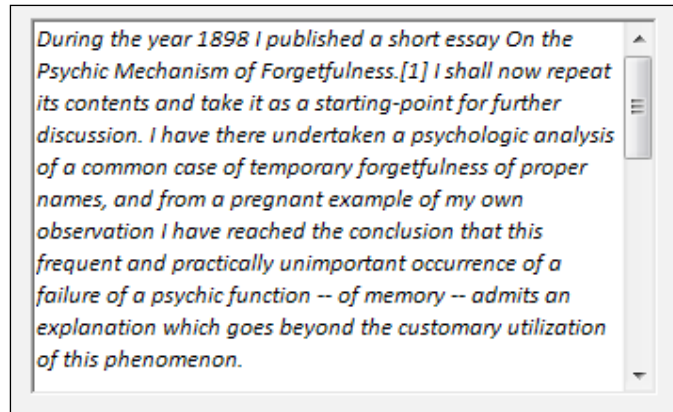 During the year 1898 I published a short essay On the
Psychic Mechanism of Forgetfulness.[1] I shall now repeat
its contents and take it as a starting-point for further
discussion. I have there undertaken a psychologic analysis
of a common case of temporary forgetfulness of proper
names, and from a pregnant example of my own
observation I have reached the conclusion that this
frequent and practically unimportant occurrence of a
failure of a psychic function -- of memory -- admits an
explanation which goes beyond the customary utilization
of this phenomenon.